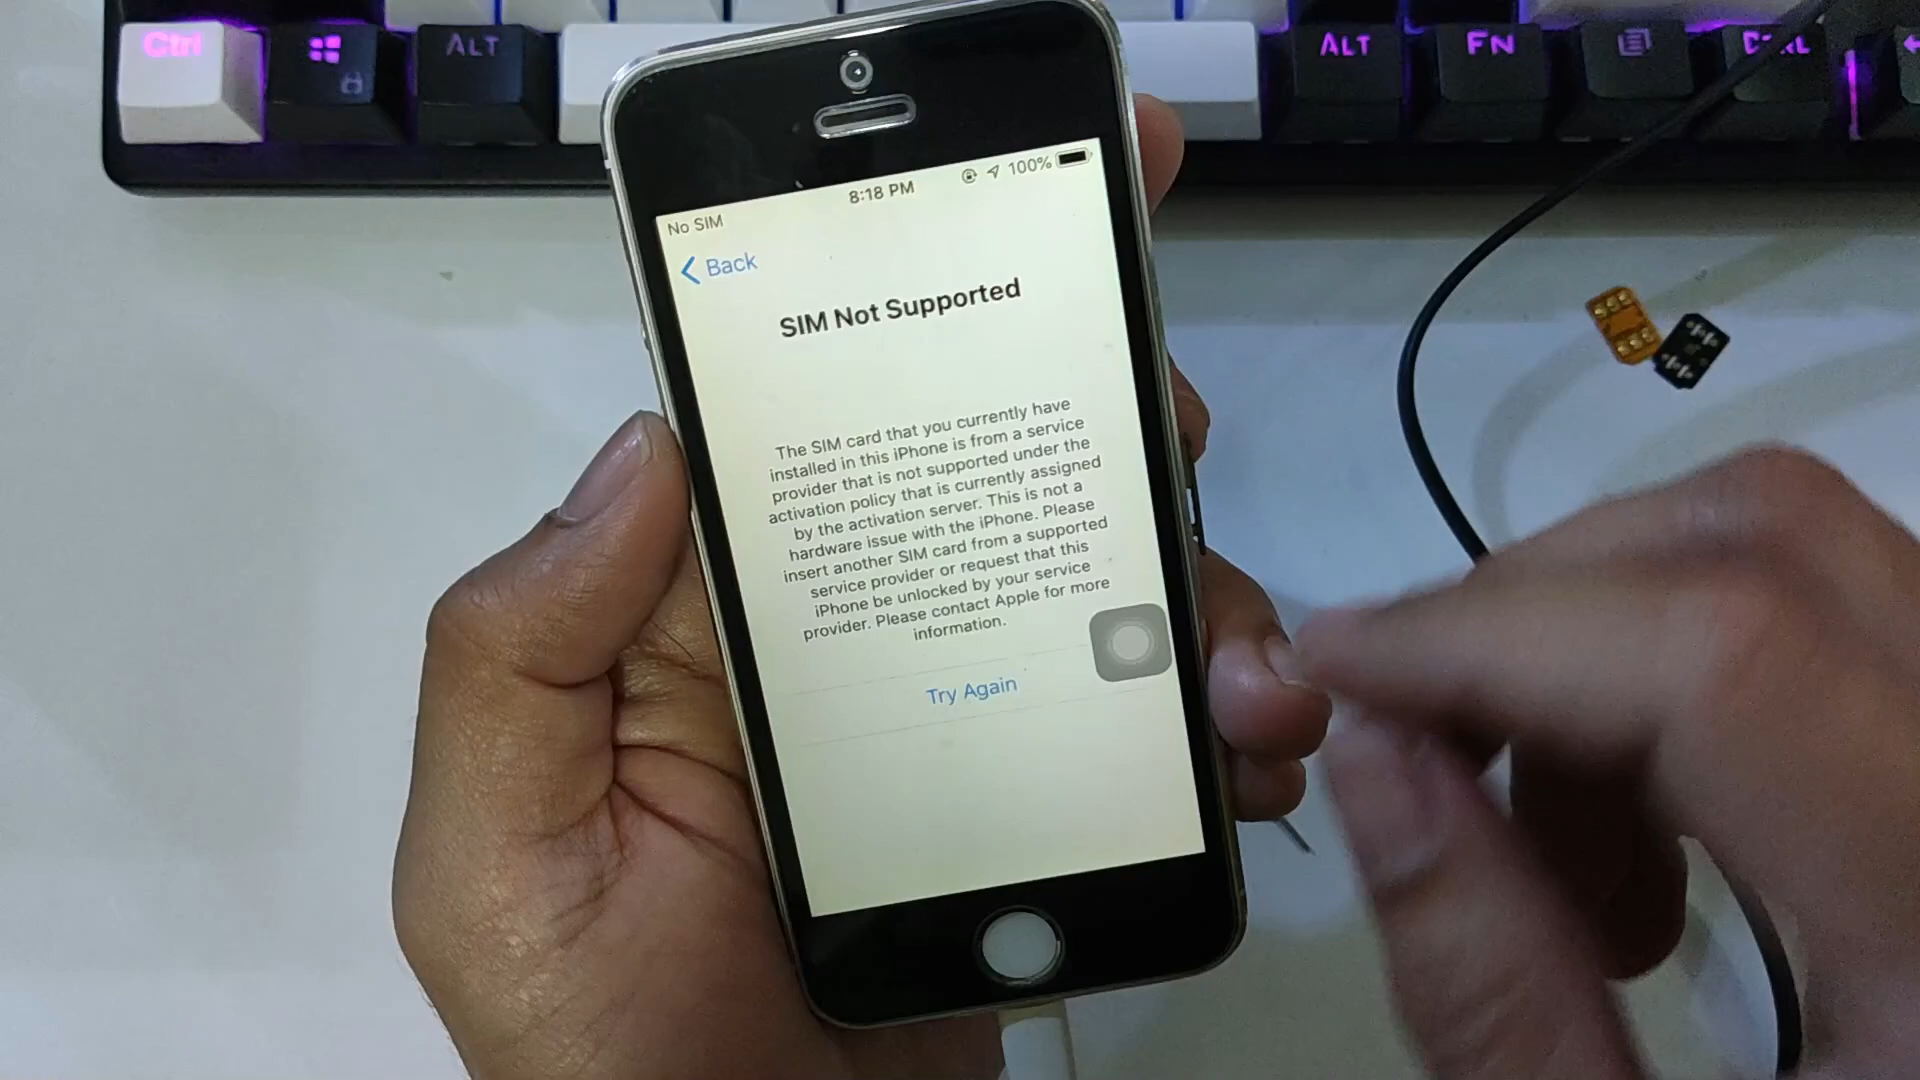 Ctrl
ALT
ALT
FN
No SIM
8:18 PM
100%
Back
SIM Not Supported
The SIM card that you currently have
installed in this iPhone is from a service
provider that is not supported under the
activation policy that is currently assigned
by the activation server. This is not a
hardware issue with the iPhone. Please
insert another SIM card from a supported
service provider or request that this
iPhone be unlocked by your service
provider. Please contact Apple for more
information.
Try Again